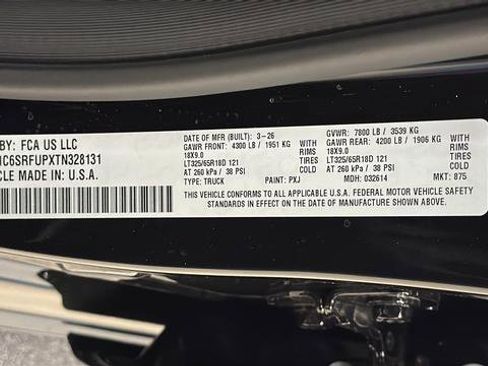 BY: FCA US LLC
C6SRFUPXTN328131
CLE MADE IN: U.S.A.
DATE OF MFR (BUILT): 3-26
GAWR FRONT: 4300 LB / 1951 KG WITH
18X9.0 RIMS
LT325/65R18D 121 TIRES
AT 260 kPa / 38 PSI COLD
TYPE: TRUCK PAINT: PXJ
GVWR: 7800 LB / 3539 KG
GAWR REAR: 4200 LB / 1906 KG WITH
18X9.0 RIMS
LT325/65R18D 121 TIRES
AT 260 kPa / 38 PSI COLD
MDH: 032614 MKT: 875
THIS VEHICLE CONFORMS TO ALL APPLICABLE U.S.A. FEDERAL MOTOR VEHICLE SAFETY
STANDARDS IN EFFECT ON THE DATE OF MANUFACTURE SHOWN ABOVE.